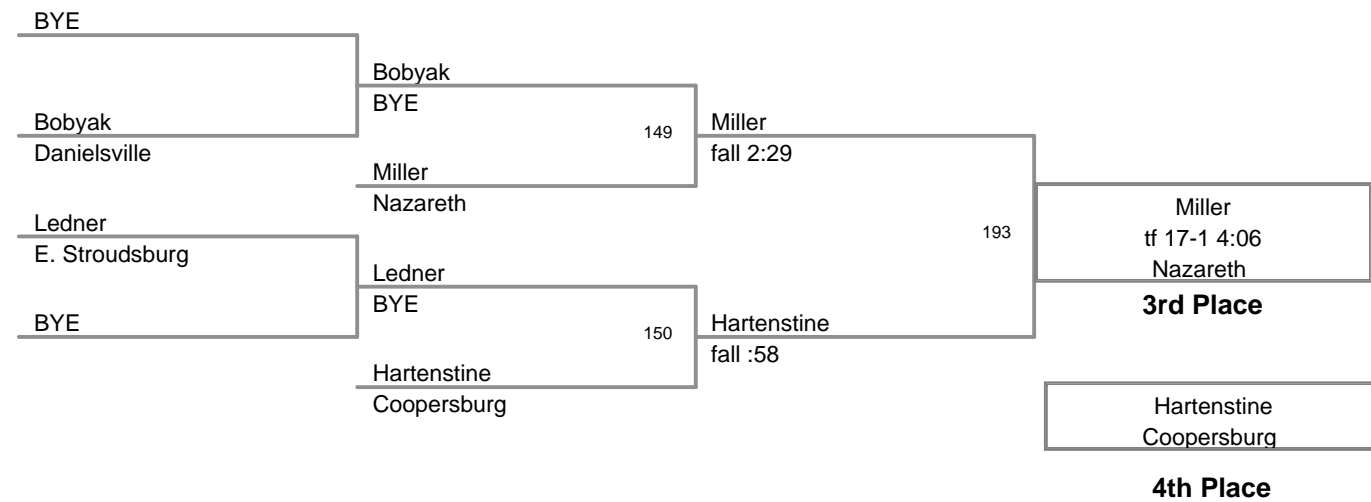 BYE
Bobyak
Danielsville
Ledner
E. Stroudsburg
BYE
Bobyak
BYE
149
Miller
Nazareth
Ledner
BYE
150
Hartenstine
Coopersburg
Miller
fall 2:29
193
Hartenstine
fall :58
Miller
tf 17-1 4:06
Nazareth
3rd Place
Hartenstine
Coopersburg
4th Place